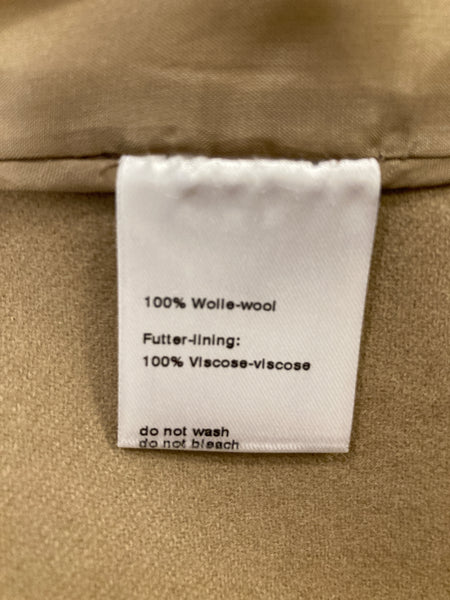 100% Wolle-wool
Futter-lining:
100% Viscose-viscose
do not wash
do not bleach